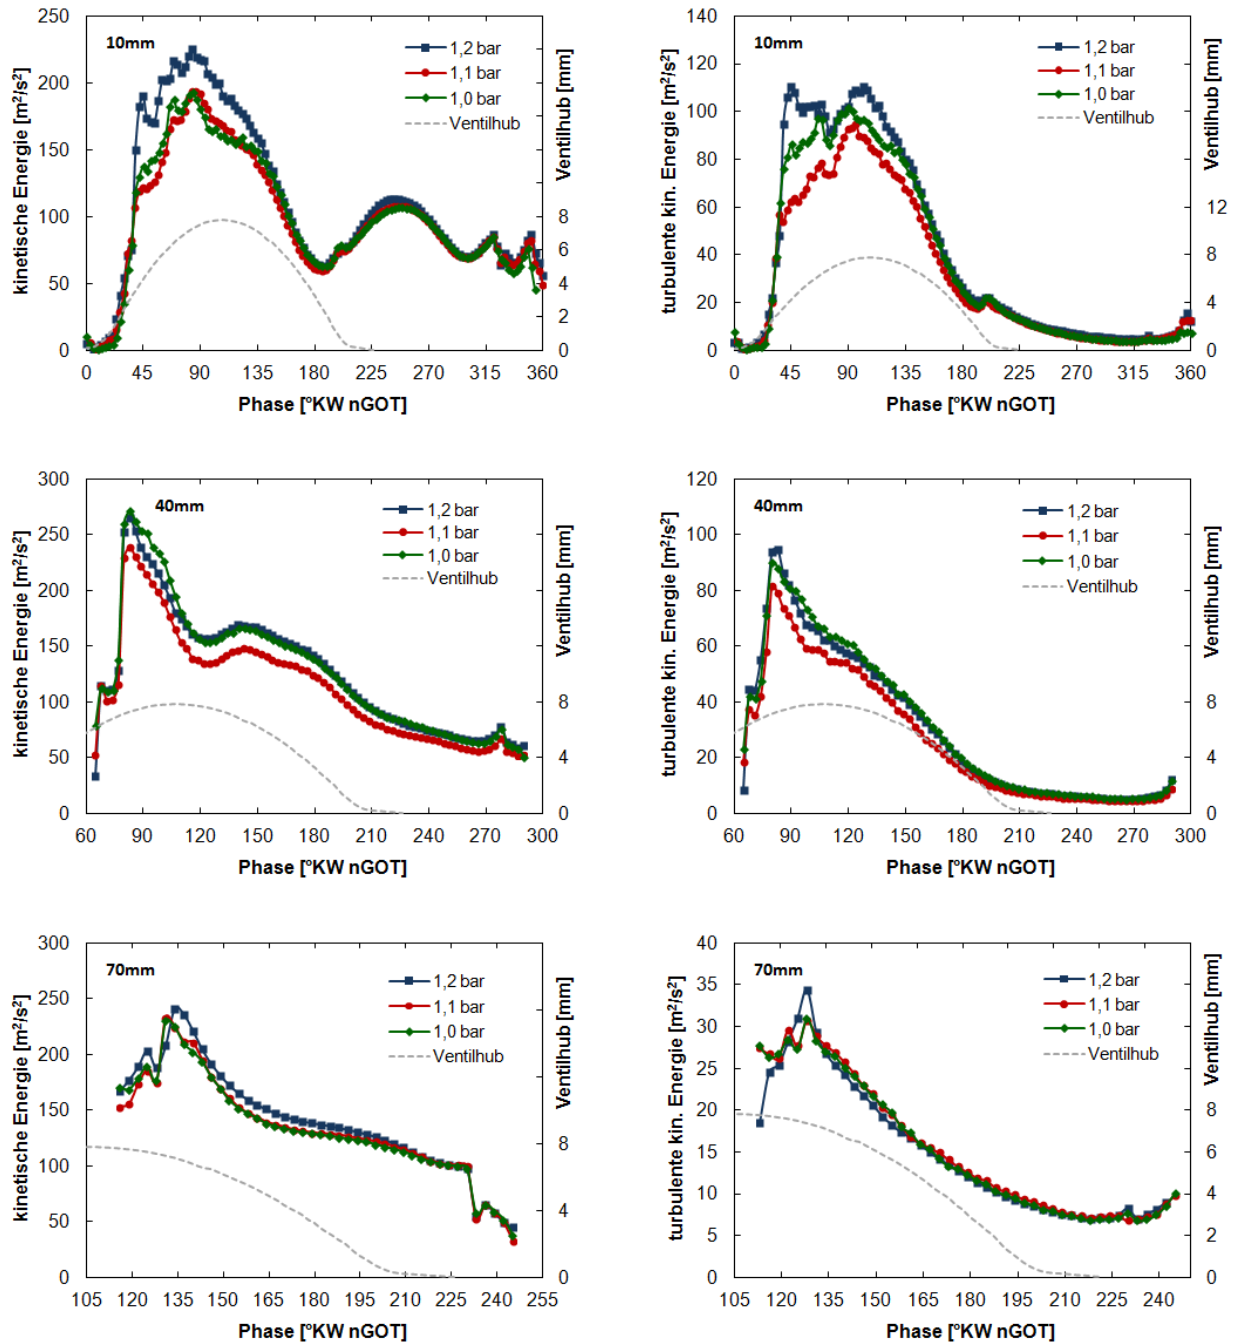 10mm
kinetische Energie [m²/s²]
250
200
150
100
50
0
1,2 bar
1,1 bar
1,0 bar
Ventilhub
Ventilhub [mm]
8
6
4
2
0
0 45 90 135 180 225 270 315 360
Phase [°KW nGOT]
10mm
turbulente kin. Energie [m²/s²]
140
120
100
80
60
40
20
0
1,2 bar
1,1 bar
1,0 bar
Ventilhub
Ventilhub [mm]
12
8
4
0
0 45 90 135 180 225 270 315 360
Phase [°KW nGOT]
40mm
kinetische Energie [m²/s²]
300
250
200
150
100
50
0
1,2 bar
1,1 bar
1,0 bar
Ventilhub
Ventilhub [mm]
8
4
0
60 90 120 150 180 210 240 270 300
Phase [°KW nGOT]
40mm
turbulente kin. Energie [m²/s²]
120
100
80
60
40
20
0
1,2 bar
1,1 bar
1,0 bar
Ventilhub
Ventilhub [mm]
8
4
0
60 90 120 150 180 210 240 270 300
Phase [°KW nGOT]
70mm
kinetische Energie [m²/s²]
300
250
200
150
100
50
0
1,2 bar
1,1 bar
1,0 bar
Ventilhub
Ventilhub [mm]
8
4
0
105 120 135 150 165 180 195 210 225 240 255
Phase [°KW nGOT]
70mm
turbulente kin. Energie [m²/s²]
40
35
30
25
20
15
10
5
0
1,2 bar
1,1 bar
1,0 bar
Ventilhub
Ventilhub [mm]
8
4
0
105 120 135 150 165 180 195 210 225 240
Phase [°KW nGOT]